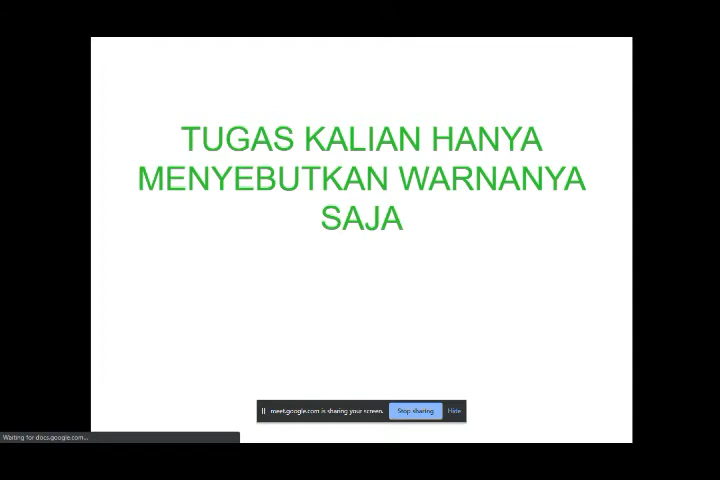 TUGAS KALIAN HANYA
MENYEBUTKAN WARNANYA
SAJA
meet.google.com is sharing your screen. Stop sharing Hide
Waiting for docs.google.com...